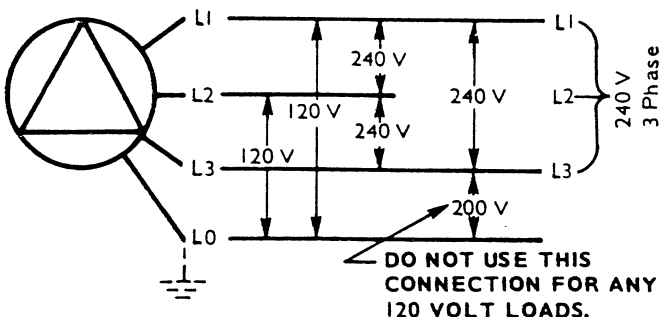 L1
240 V
L2
120 V
240 V
240 V
120 V
L3
200 V
L0
L1
L2
L3
240 V
3 Phase
DO NOT USE THIS
CONNECTION FOR ANY
120 VOLT LOADS.